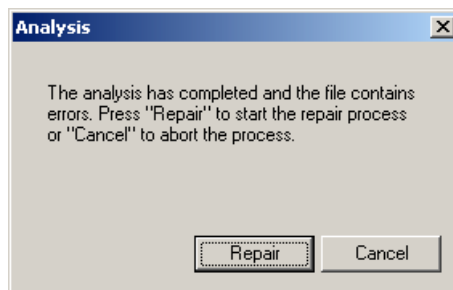 Analysis
The analysis has completed and the file contains
errors. Press "Repair" to start the repair process
or "Cancel" to abort the process.
Repair Cancel